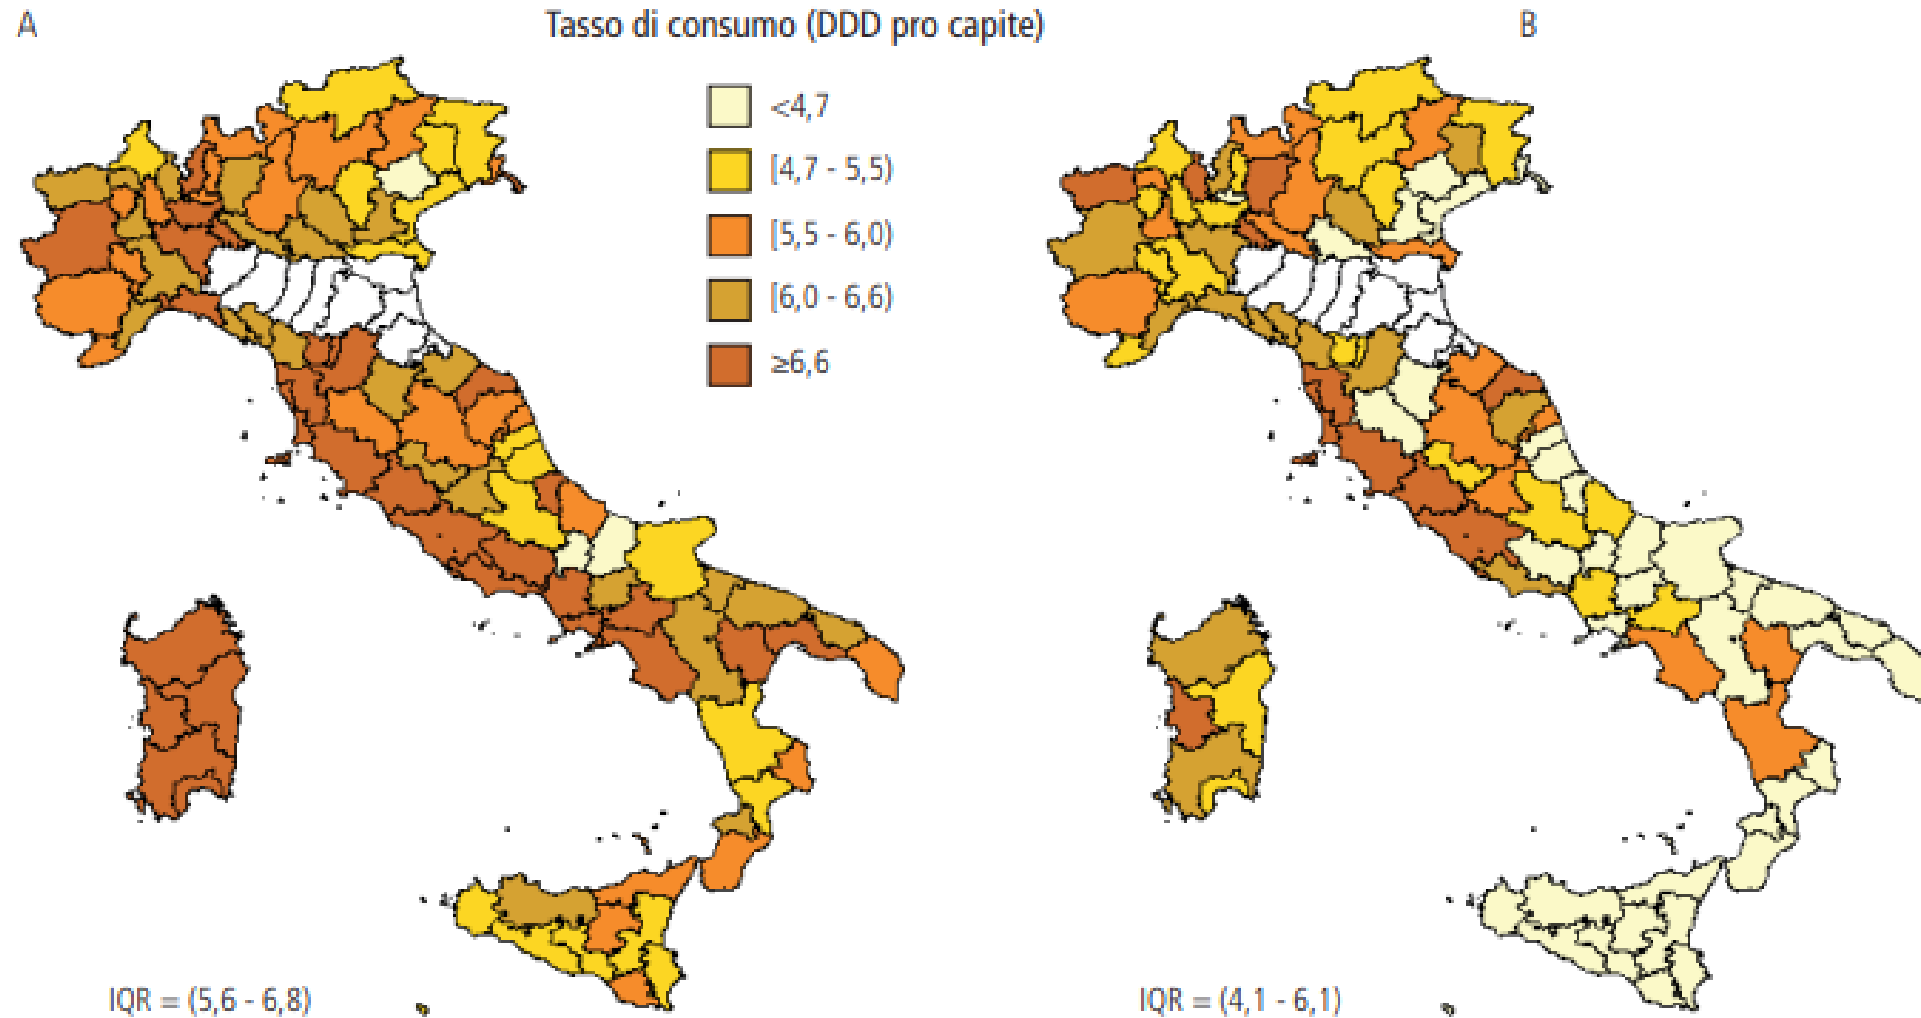 A
Tasso di consumo (DDD pro capite)
B
<4,7
[4,7 - 5,5)
[5,5 - 6,0)
[6,0 - 6,6)
≥6,6
IQR = (5,6 - 6,8)
IQR = (4,1 - 6,1)